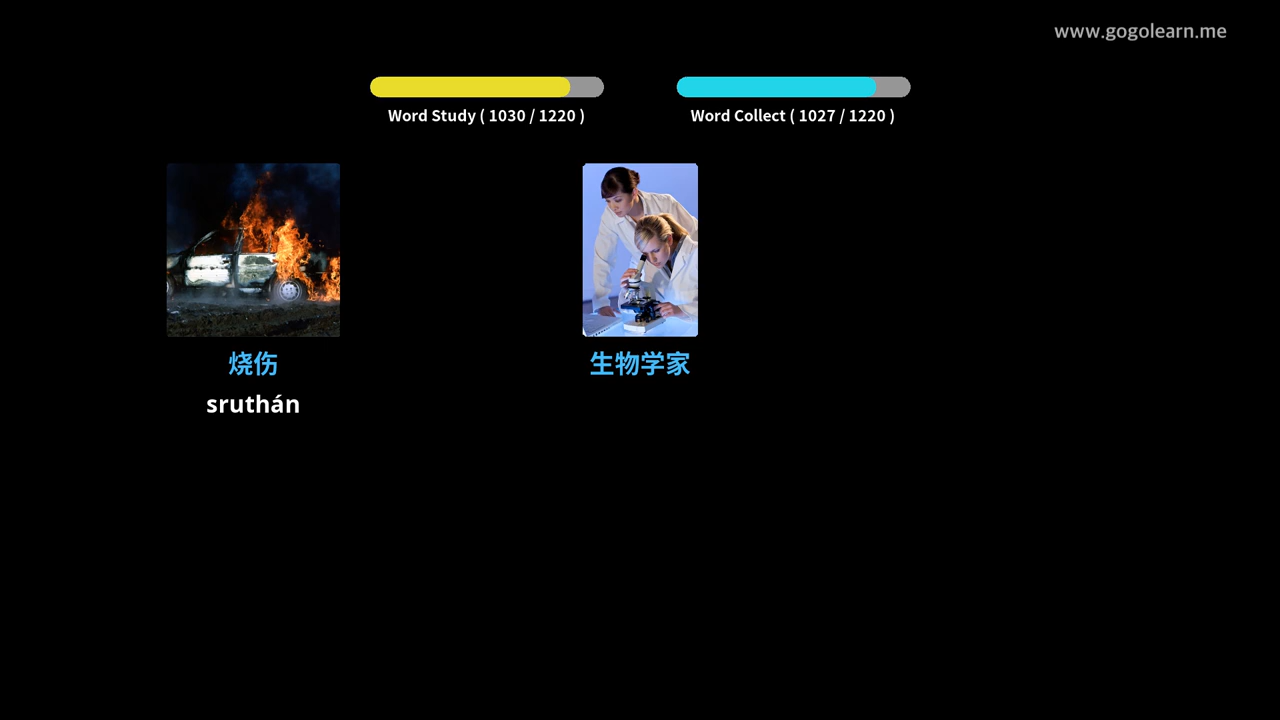 www.gogolearn.me
Word Study ( 1030 / 1220 )
Word Collect ( 1027 / 1220 )
烧伤
sruthán
生物学家